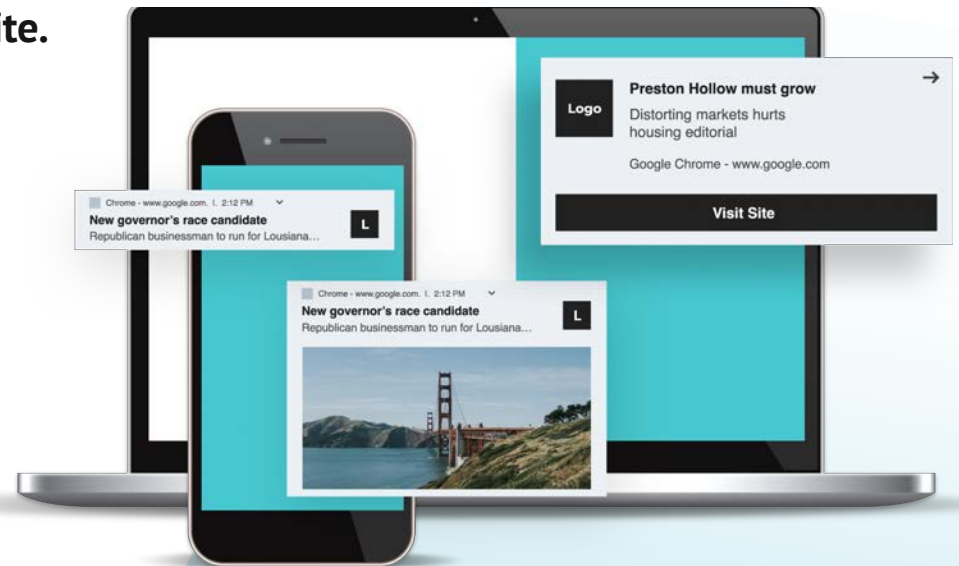 ite.
Logo
Preston Hollow must grow
Distorting markets hurts
housing editorial
Google Chrome - www.google.com
Visit Site
Chrome - www.google.com. I. 2:12 PM
New governor's race candidate
Republican businessman to run for Lousiana…
L
Chrome - www.google.com. I. 2:12 PM
New governor's race candidate
Republican businessman to run for Lousiana…
L